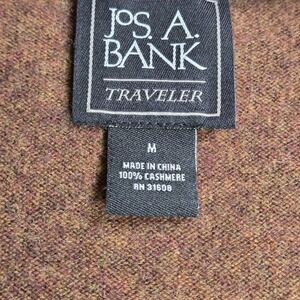 JOS. A.
BANK
TRAVELER
M
MADE IN CHINA
100% CASHMERE
RN 31608